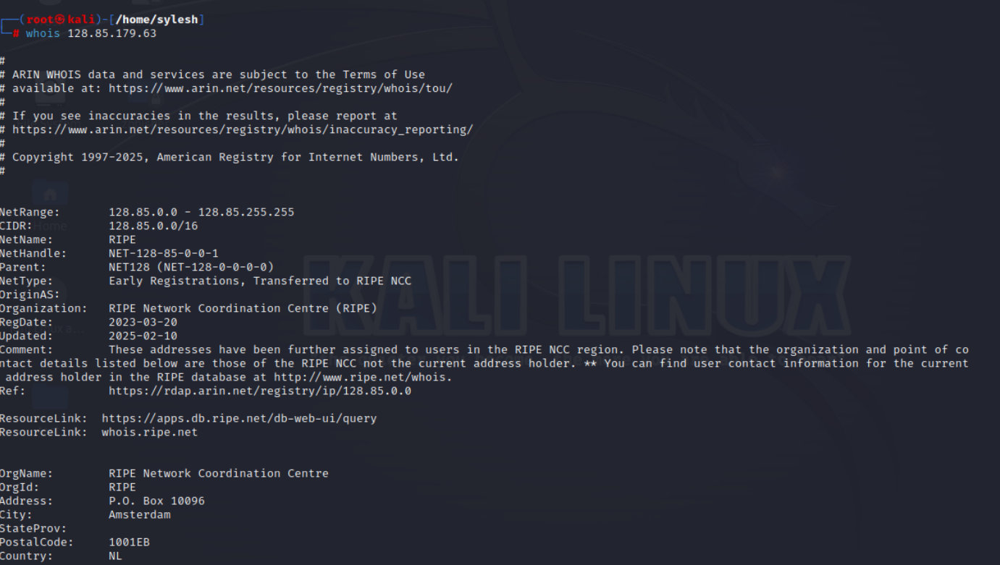 ┌──(root㉿kali)-[/home/sylesh]
└─# whois 128.85.179.63
#
# ARIN WHOIS data and services are subject to the Terms of Use
# available at: https://www.arin.net/resources/registry/whois/tou/
#
# If you see inaccuracies in the results, please report at
# https://www.arin.net/resources/registry/whois/inaccuracy_reporting/
#
# Copyright 1997-2025, American Registry for Internet Numbers, Ltd.
#
NetRange: 128.85.0.0 - 128.85.255.255
CIDR: 128.85.0.0/16
Home
NetName: RIPE
NetHandle: NET-128-85-0-0-1
Parent: NET128 (NET-128-0-0-0-0)
NetType: Early Registrations, Transferred to RIPE NCC
OriginAS:
KALI LINUX
Organization: RIPE Network Coordination Centre (RIPE)
RegDate: 2023-03-20
Updated: 2025-02-10
Comment: These addresses have been further assigned to users in the RIPE NCC region. Please note that the organization and point of co
ntact details listed below are those of the RIPE NCC not the current address holder. ** You can find user contact information for the current
address holder in the RIPE database at http://www.ripe.net/whois.
Ref: https://rdap.arin.net/registry/ip/128.85.0.0
ResourceLink: https://apps.db.ripe.net/db-web-ui/query
ResourceLink: whois.ripe.net
OrgName: RIPE Network Coordination Centre
OrgId: RIPE
Address: P.O. Box 10096
City: Amsterdam
StateProv:
PostalCode: 1001EB
Country: NL